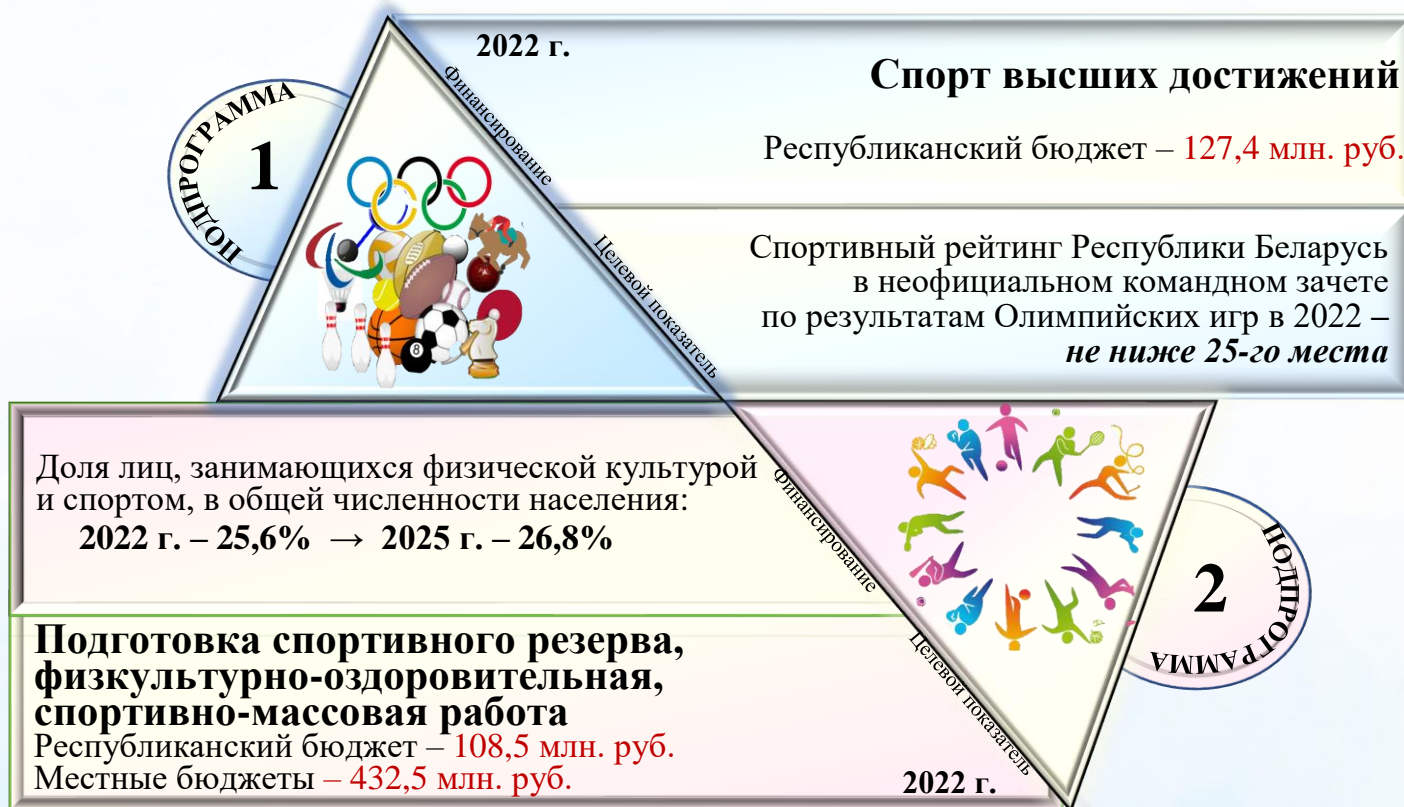 2022 г.
Спорт высших достижений
Республиканский бюджет – 127,4 млн. руб.
ПОДПРОГРАММА
1
Финансирование
Целевой показатель
Спортивный рейтинг Республики Беларусь
в неофициальном командном зачете
по результатам Олимпийских игр в 2022 –
не ниже 25-го места
8
Доля лиц, занимающихся физической культурой
и спортом, в общей численности населения:
2022 г. – 25,6% → 2025 г. – 26,8%
Финансирование
Целевой показатель
ПОДПРОГРАММА
2
Подготовка спортивного резерва,
физкультурно-оздоровительная,
спортивно-массовая работа
Республиканский бюджет – 108,5 млн. руб.
Местные бюджеты – 432,5 млн. руб.
2022 г.